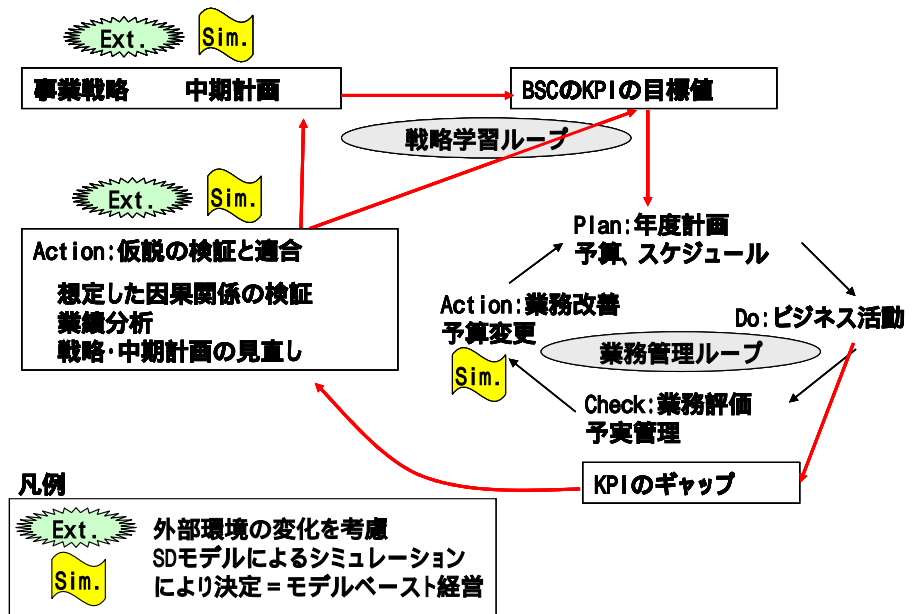 Ext.
Sim.
事業戦略 中期計画
BSCのKPIの目標値
戦略学習ループ
Ext.
Sim.
Action:仮説の検証と適合
想定した因果関係の検証
業績分析
戦略・中期計画の見直し
Plan:年度計画
予算、スケジュール
Action:業務改善
予算変更
Do:ビジネス活動
業務管理ループ
Sim.
Check:業務評価
予実管理
KPIのギャップ
凡例
Ext.
外部環境の変化を考慮
Sim.
SDモデルによるシミュレーション
により決定=モデルベースト経営